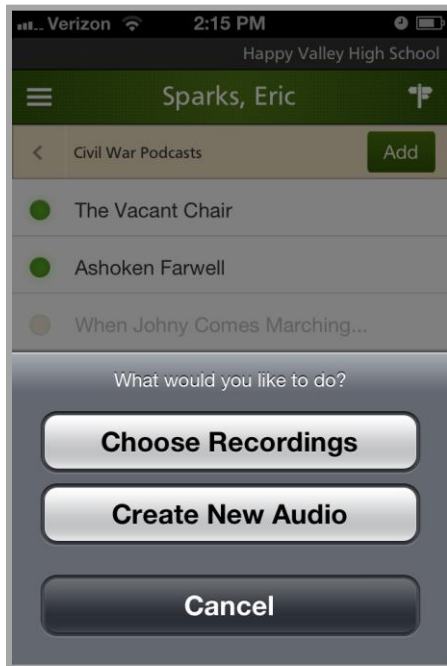 Verizon 2:15 PM
Happy Valley High School
Sparks, Eric
Civil War Podcasts Add
The Vacant Chair
Ashoken Farwell
When Johny Comes Marching...
What would you like to do?
Choose Recordings
Create New Audio
Cancel